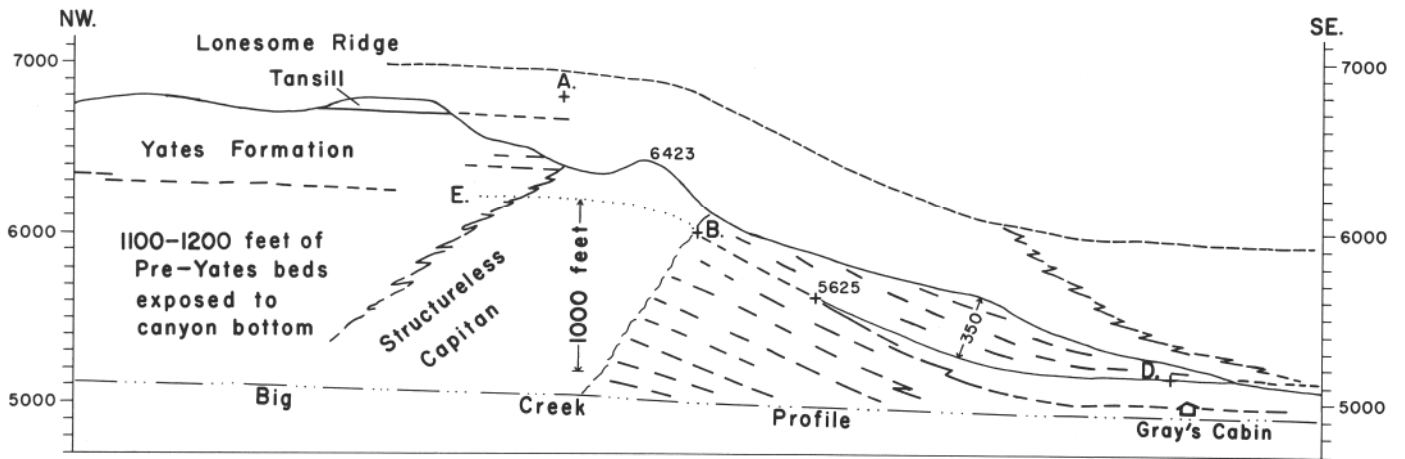 NW.
SE.
Lonesome Ridge
7000
7000
Tansill
A.
Yates Formation
6423
E.
B.
6000
6000
1100-1200 feet of
Pre-Yates beds
exposed to
canyon bottom
Structureless
Capitan
1000 feet
5625
350
D.
5000
5000
Big Creek Profile
Gray's Cabin